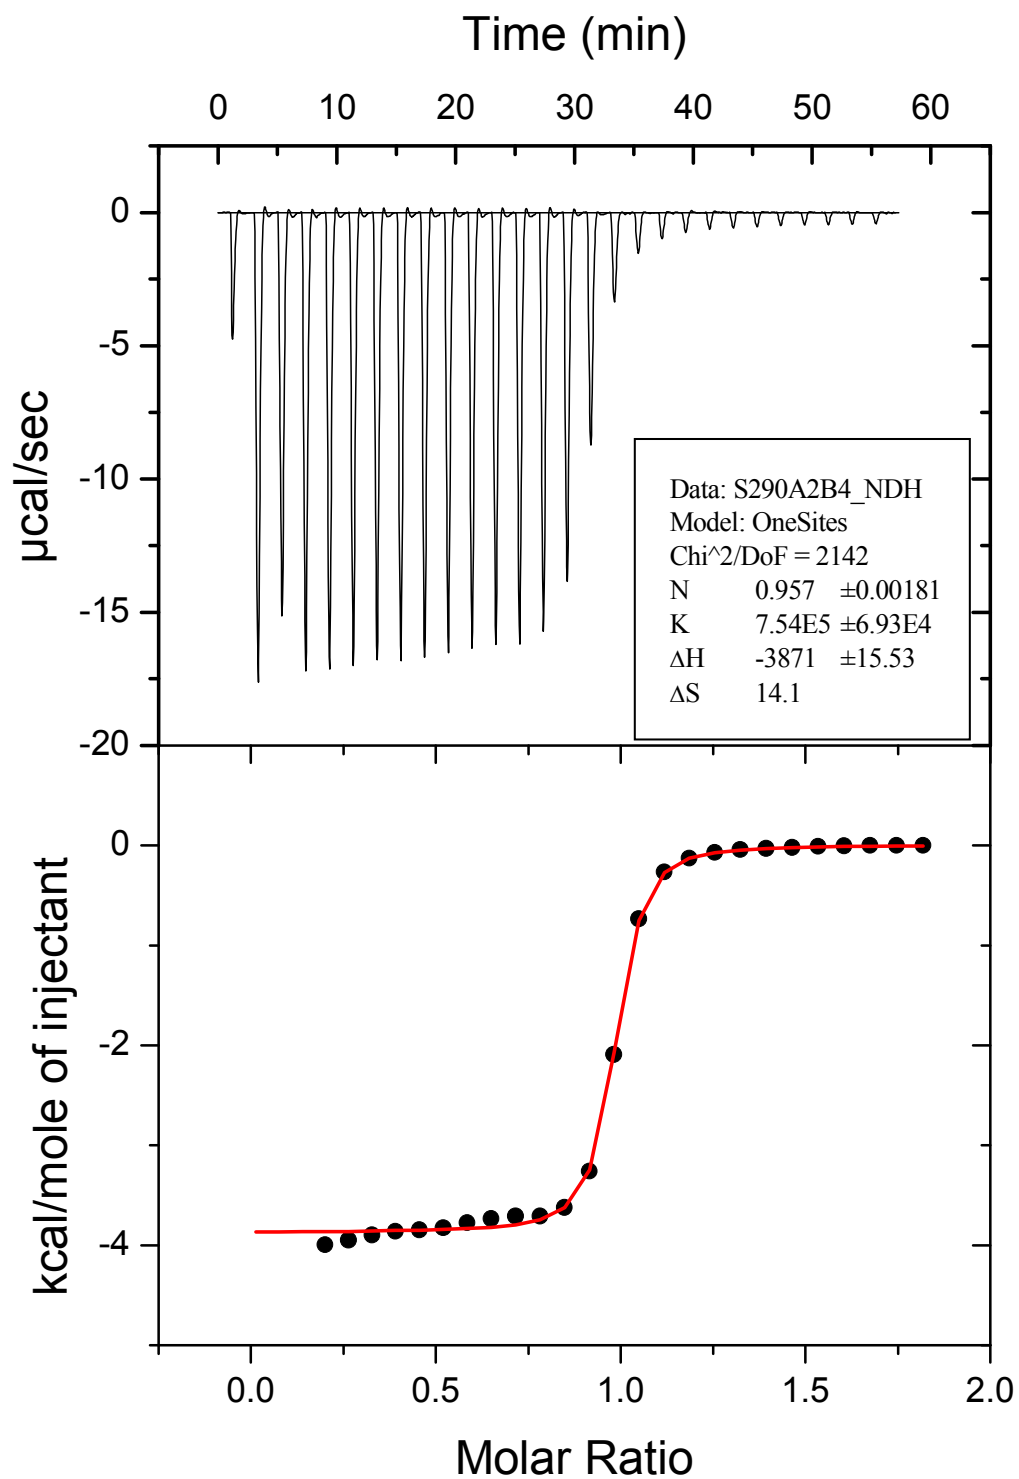 Time (min)
0 10 20 30 40 50 60
0
-5
-10
-15
-20
µcal/sec
Data: S290A2B4_NDH
Model: OneSites
Chi^2/DoF = 2142
N 0.957 ±0.00181
K 7.54E5 ±6.93E4
ΔH -3871 ±15.53
ΔS 14.1
0
-2
-4
kcal/mole of injectant
0.0 0.5 1.0 1.5 2.0
Molar Ratio